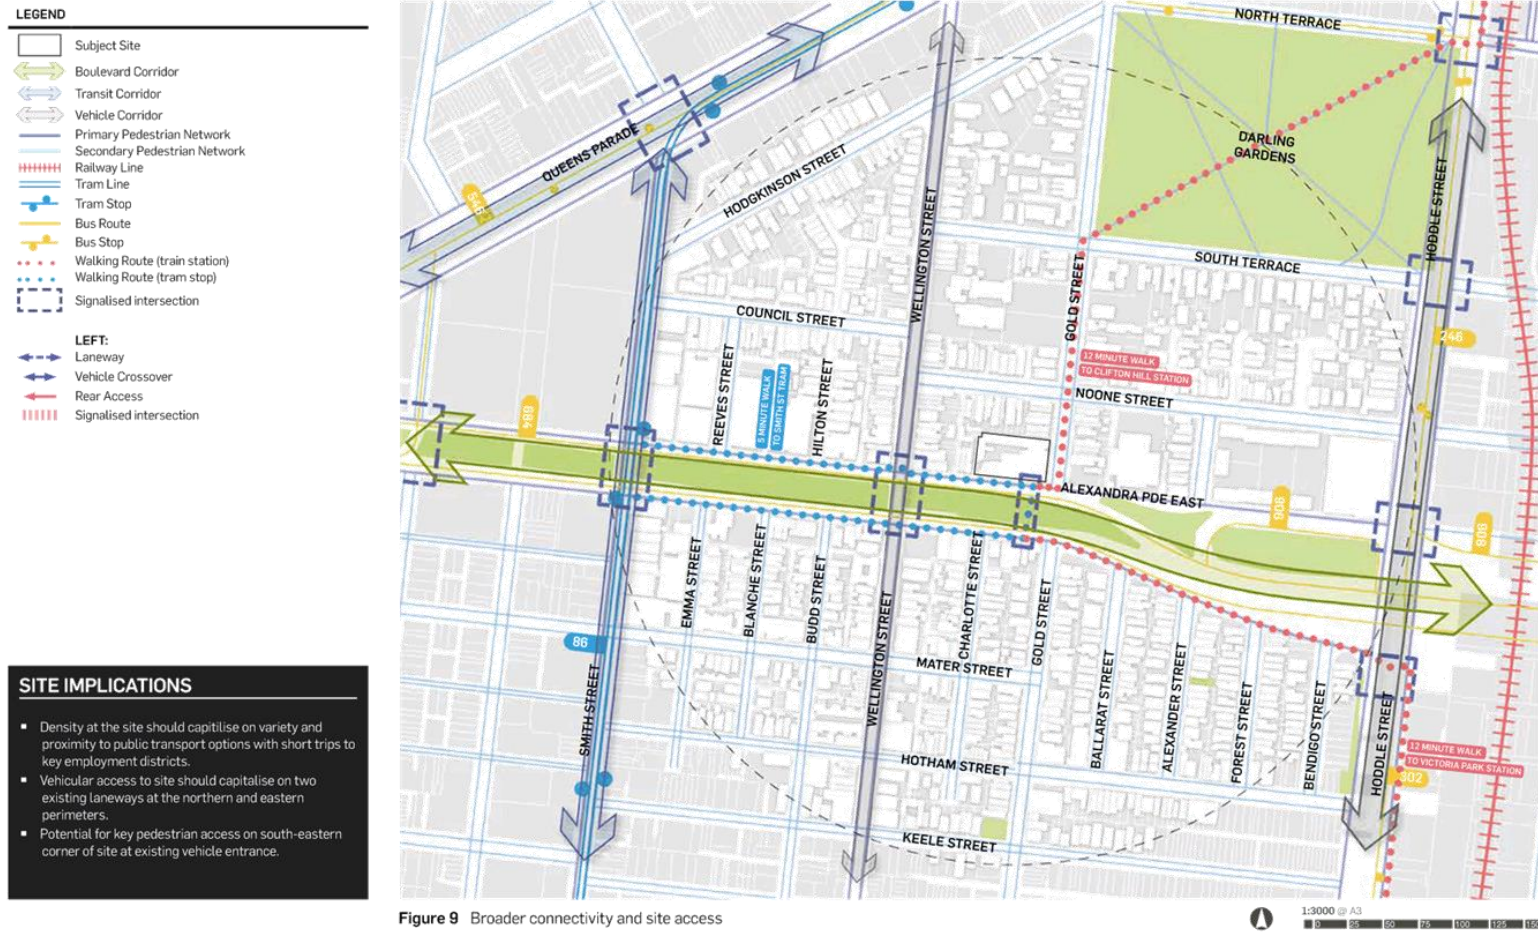 LEGEND
Subject Site
Boulevard Corridor
Transit Corridor
Vehicle Corridor
Primary Pedestrian Network
Secondary Pedestrian Network
Railway Line
Tram Line
Tram Stop
Bus Route
Bus Stop
Walking Route (train station)
Walking Route (tram stop)
Signalised intersection
LEFT:
Laneway
Vehicle Crossover
Rear Access
Signalised intersection
SITE IMPLICATIONS
Density at the site should capitilise on variety and
proximity to public transport options with short trips to
key employment districts.
Vehicular access to site should capitalise on two
existing laneways at the northern and eastern
perimeters.
Potential for key pedestrian access on south-eastern
corner of site at existing vehicle entrance.
NORTH TERRACE
DARLING
GARDENS
QUEENS PARADE
HODGKINSON STREET
WELLINGTON STREET
HODDLE STREET
SOUTH TERRACE
GOLD STREET
COUNCIL STREET
246
REEVES STREET
5 MINUTE WALK
TO SMITH ST TRAM
HILTON STREET
12 MINUTE WALK
TO CLIFTON HILL STATION
NOONE STREET
684
ALEXANDRA PDE EAST
908
908
EMMA STREET
BLANCHE STREET
BUDD STREET
WELLINGTON STREET
CHARLOTTE STREET
GOLD STREET
86
MATER STREET
SMITH STREET
BALLARAT STREET
ALEXANDER STREET
FOREST STREET
BENDIGO STREET
HODDLE STREET
HOTHAM STREET
12 MINUTE WALK
TO VICTORIA PARK STATION
302
KEELE STREET
Figure 9 Broader connectivity and site access
1:3000 @ A3
0 25 50 75 100 125